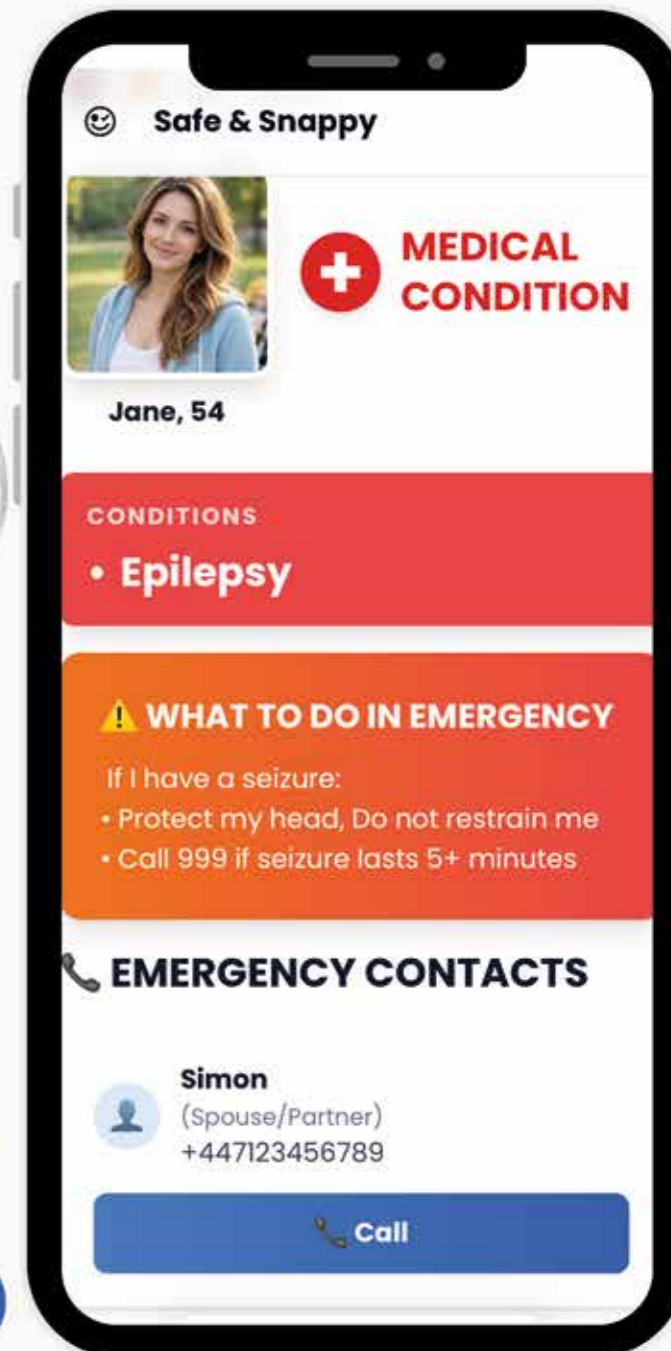 Safe & Snappy
MEDICAL
CONDITION
Jane, 54
CONDITIONS
• Epilepsy
⚠️ WHAT TO DO IN EMERGENCY
If I have a seizure:
• Protect my head, Do not restrain me
• Call 999 if seizure lasts 5+ minutes
📞 EMERGENCY CONTACTS
Simon
(Spouse/Partner)
+447123456789
📞 Call